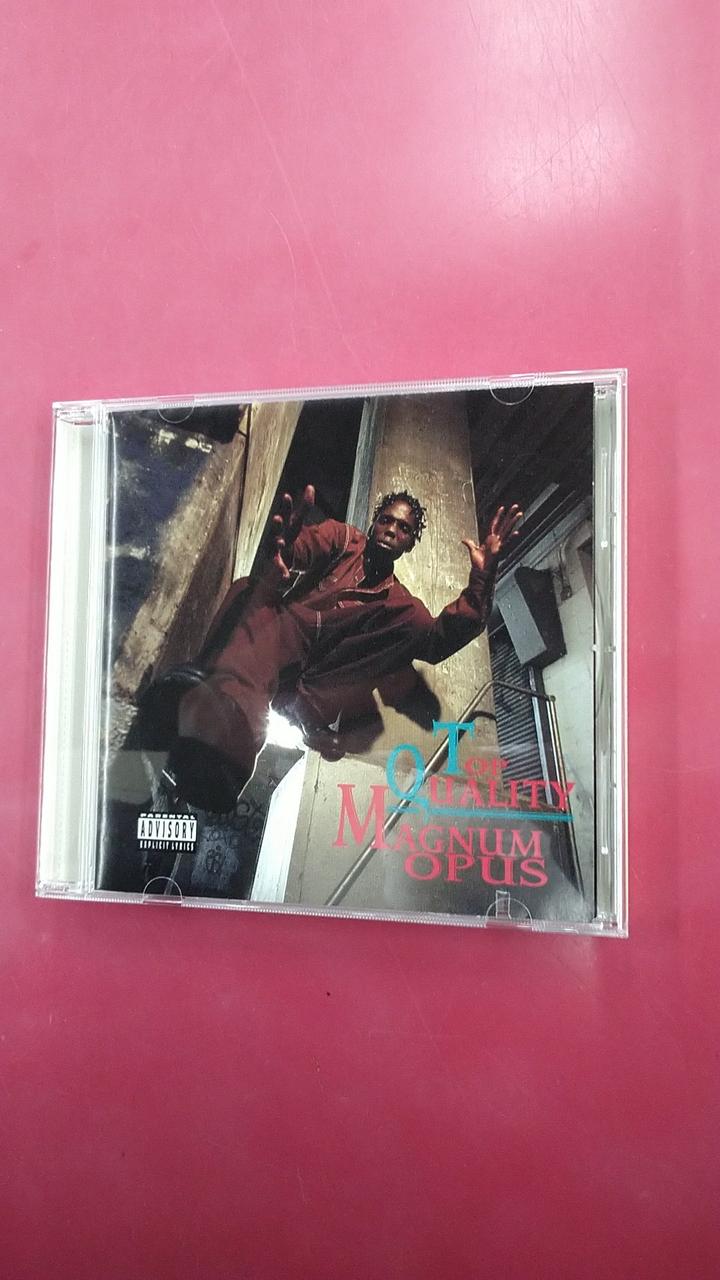 TOP
QUALITY
MAGNUM
OPUS
PARENTAL
ADVISORY
EXPLICIT LYRICS